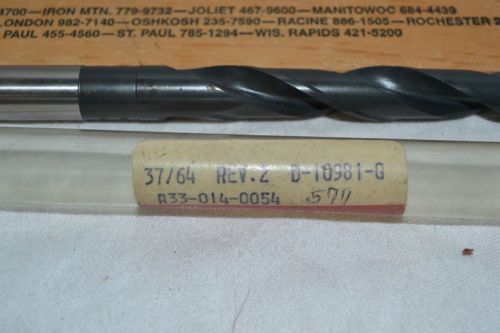 4700—IRON MTN. 779-9732—JOLIET 467-9600—MANITOWOC 684-4439
LONDON 982-7140—OSHKOSH 235-7590—RACINE 886-1505—ROCHESTER 2
PAUL 455-4560—ST. PAUL 785-1294—WIS. RAPIDS 421-5200
37/64 REV.2 D-10981-G
A33-014-0054 .577